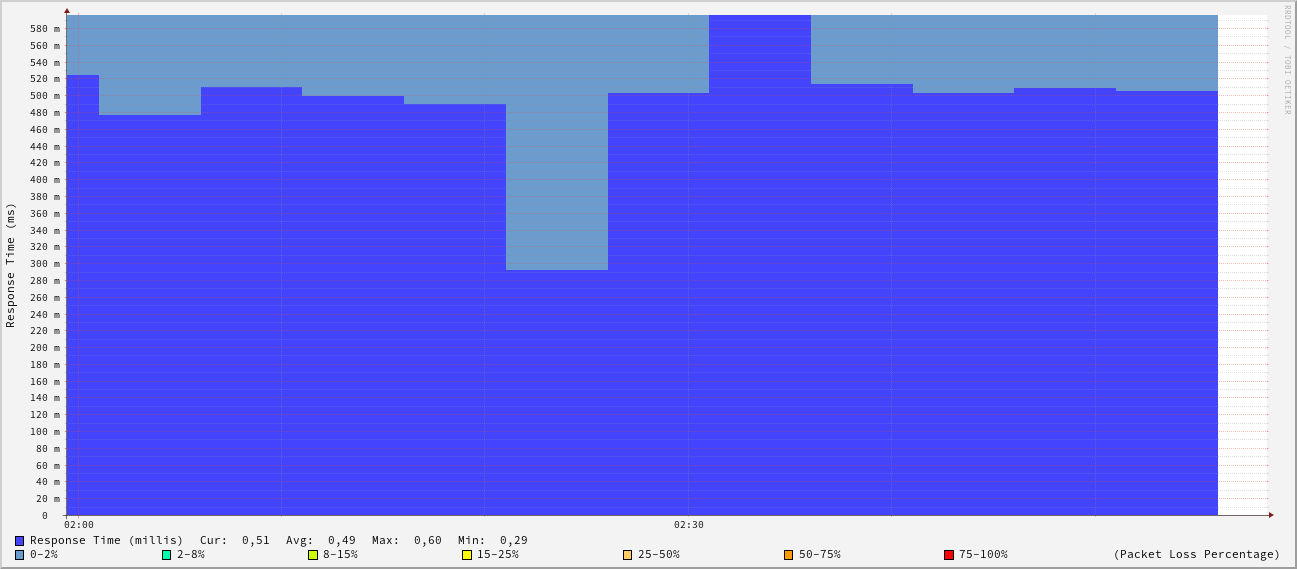 RRDTOOL / TOBI OETIKER
Response Time (ms)
580 m
560 m
540 m
520 m
500 m
480 m
460 m
440 m
420 m
400 m
380 m
360 m
340 m
320 m
300 m
280 m
260 m
240 m
220 m
200 m
180 m
160 m
140 m
120 m
100 m
80 m
60 m
40 m
20 m
0
02:00 02:30
Response Time (millis) Cur: 0,51 Avg: 0,49 Max: 0,60 Min: 0,29
0-2% 2-8% 8-15% 15-25% 25-50% 50-75% 75-100% (Packet Loss Percentage)